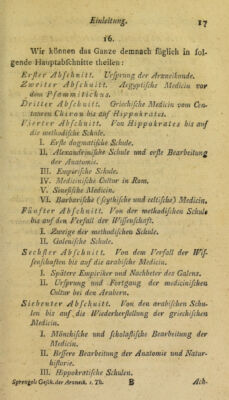 Einleitung. 17
16.
Wir können das Ganze demnach füglich in fol-
gende Hauptabschnitte theilen:
Erster Abschnitt. Ursprung der Arzneikunde.
Zweiter Abschnitt. Aegyptische Medicin vor
dem Psammitichus.
Dritter Abschnitt. Griechische Medicin vom Cen-
tauren Chiron bis auf Hippokrates.
Vierter Abschnitt. Von Hippokrates bis auf
die methodische Schule.
I. Erste dogmatische Schule.
II. Alexandrinische Schule und erste Bearbeitung
der Anatomie.
III. Empirische Schule.
IV. Medicinische Cultur in Rom.
V. Sinesische Medicin.
VI. Barbarische (scythische und celtische) Medicin.
Fünfter Abschnitt. Von der methodischen Schule
bis auf den Verfall der Wissenschaft.
I. Zweige der methodischen Schule.
II. Galenische Schule.
Sechster Abschnitt. Von dem Verfall der Wis-
senschaften bis auf die arabische Medicin.
I. Spätere Empiriker und Nachbeter des Galens.
II. Ursprung und Fortgang der medicinischen
Cultur bei den Arabern.
Siebenter Abschnitt. Von den arabischen Schu-
len bis auf die Wiederherstellung der griechischen
Medicin.
I. Mönchische und scholastische Bearbeitung der
Medicin.
II. Bessere Bearbeitung der Anatomie und Natur-
historie.
III. Hippokratische Schule.
Sprengels Gesch. der Arzneik. 1. Th. B Ach-